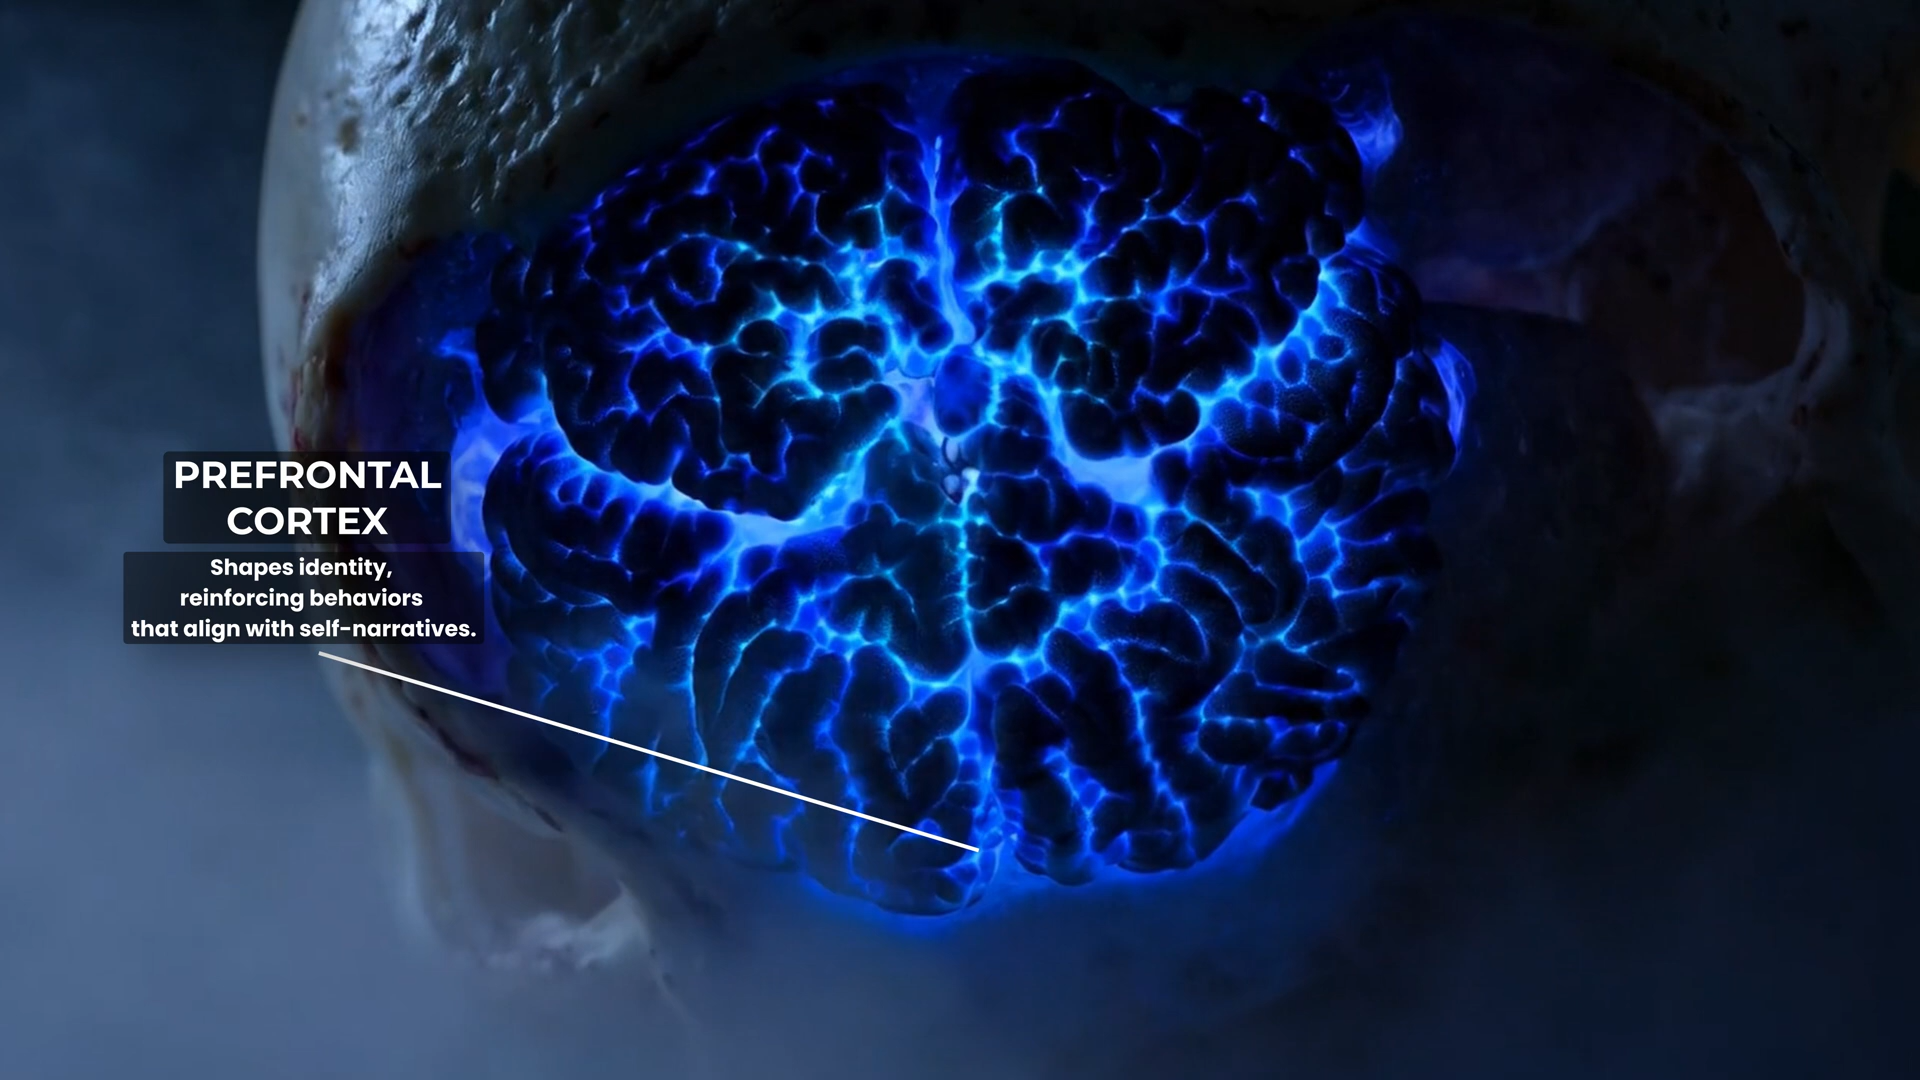 PREFRONTAL
CORTEX
Shapes identity,
reinforcing behaviors
that align with self-narratives.